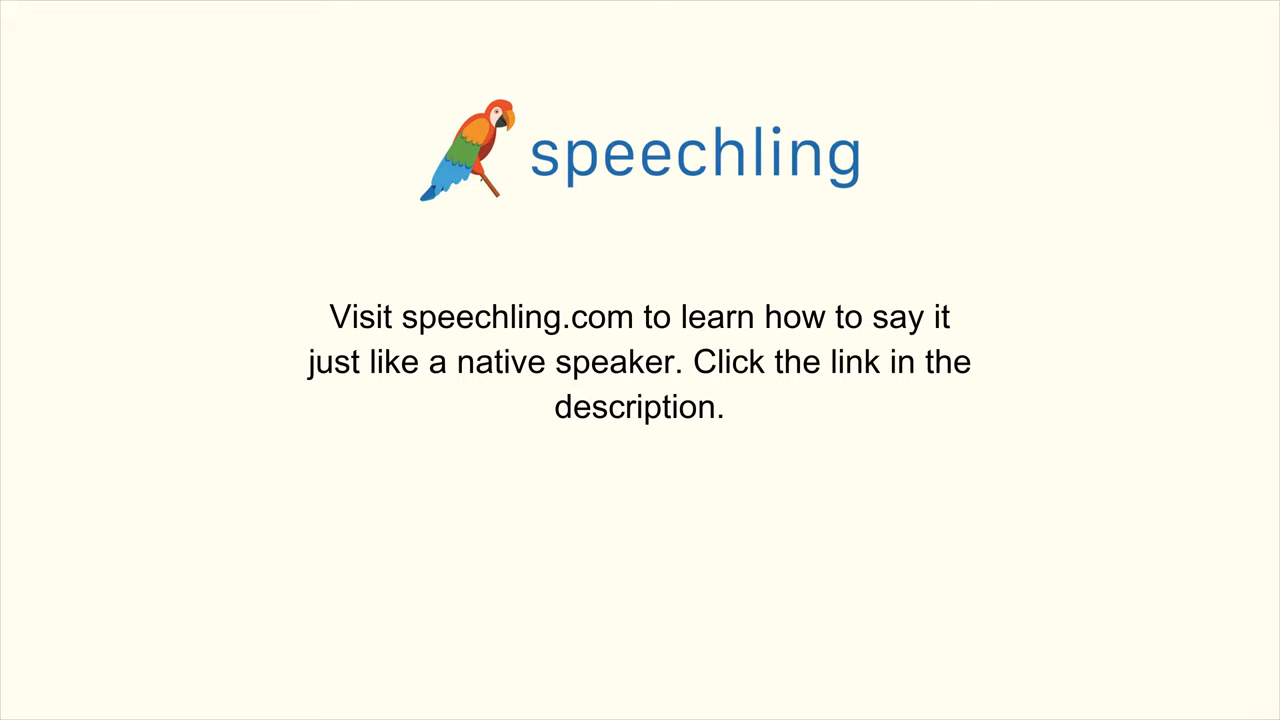 speechling
Visit speechling.com to learn how to say it
just like a native speaker. Click the link in the
description.